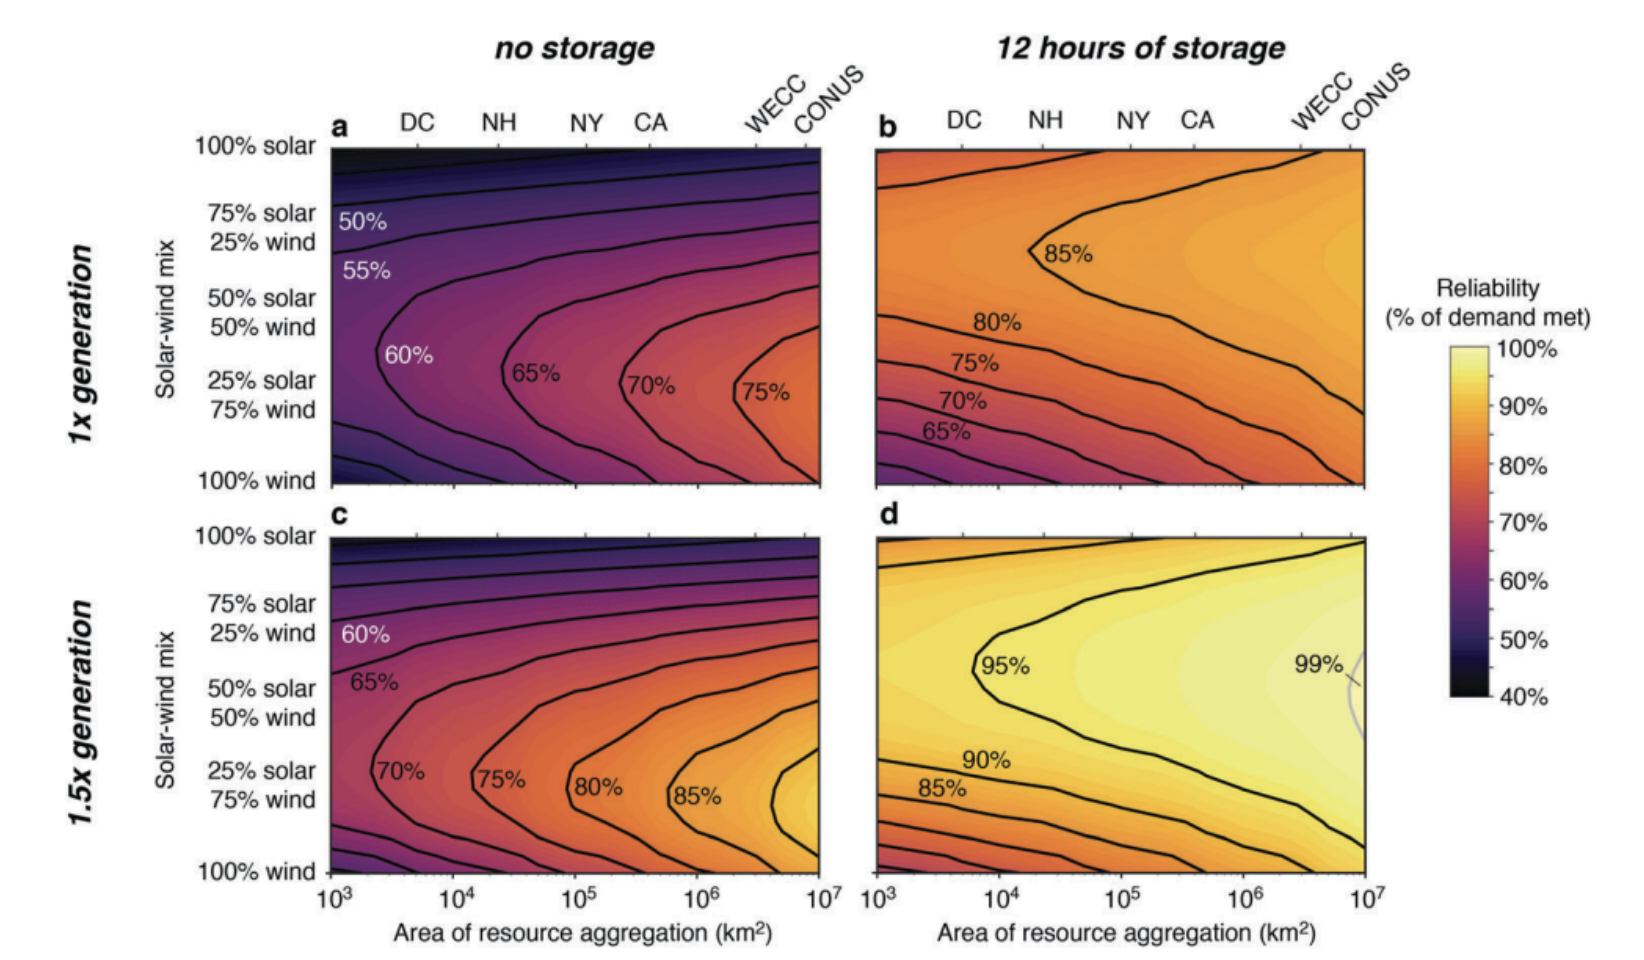 no storage
12 hours of storage
DC NH NY CA WECC CONUS
DC NH NY CA WECC CONUS
1x generation
Solar-wind mix
a
100% solar
75% solar
25% wind
50% solar
50% wind
25% solar
75% wind
100% wind
50%
55%
60%
65%
70%
75%
b
85%
80%
75%
70%
65%
Reliability
(% of demand met)
100%
90%
80%
70%
60%
50%
40%
1.5x generation
Solar-wind mix
c
100% solar
75% solar
25% wind
50% solar
50% wind
25% solar
75% wind
100% wind
60%
65%
70%
75%
80%
85%
d
95%
99%
90%
85%
10³ 10⁴ 10⁵ 10⁶ 10⁷
10³ 10⁴ 10⁵ 10⁶ 10⁷
Area of resource aggregation (km²)
Area of resource aggregation (km²)